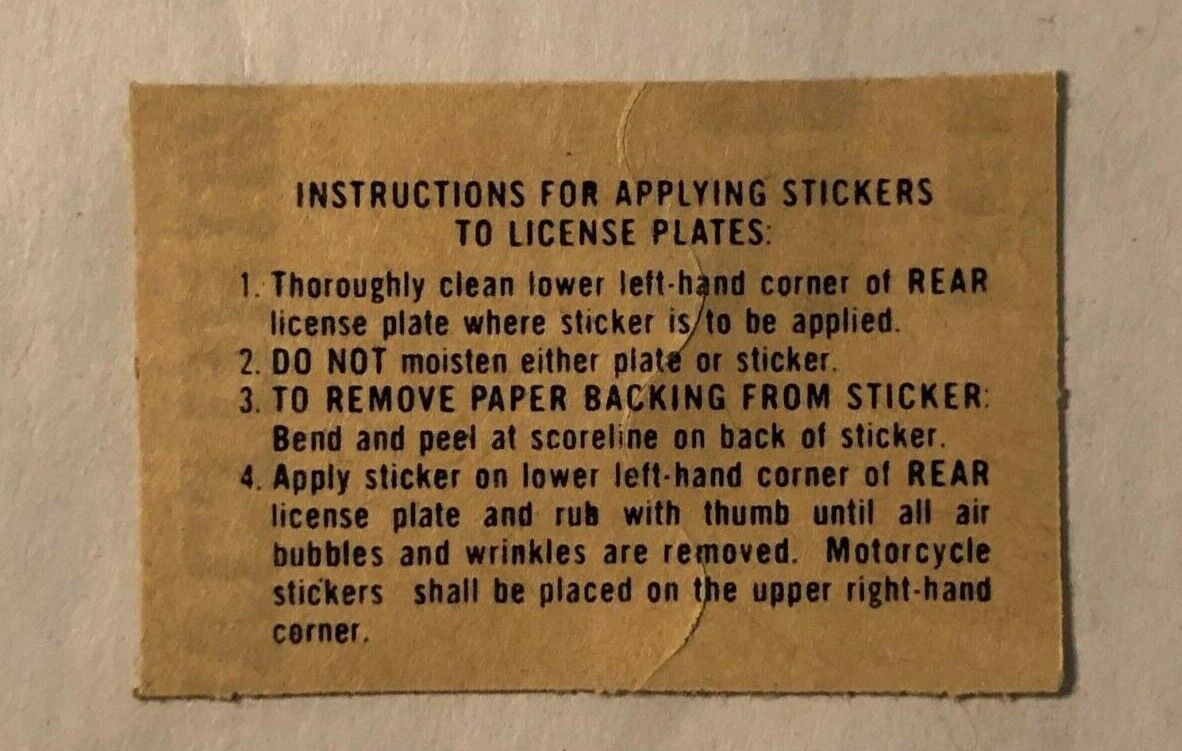 INSTRUCTIONS FOR APPLYING STICKERS
TO LICENSE PLATES:
1. Thoroughly clean lower left-hand corner of REAR
license plate where sticker is to be applied.
2. DO NOT moisten either plate or sticker.
3. TO REMOVE PAPER BACKING FROM STICKER:
Bend and peel at scoreline on back of sticker.
4. Apply sticker on lower left-hand corner of REAR
license plate and rub with thumb until all air
bubbles and wrinkles are removed. Motorcycle
stickers shall be placed on the upper right-hand
corner.